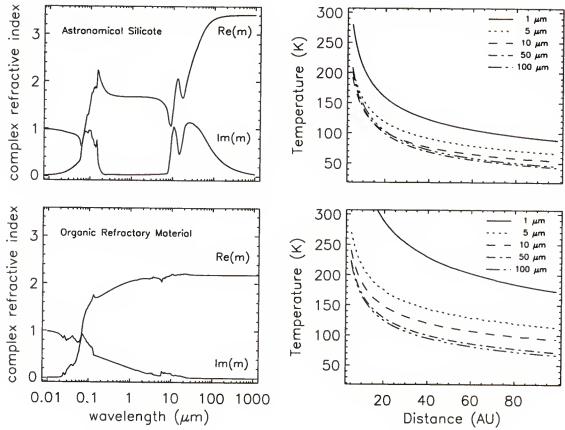 complex refractive index
3
2
1
0
Astronomical Silicate
Re(m)
Im(m)
Temperature (K)
300
250
200
150
100
50
1 μm
5 μm
10 μm
50 μm
100 μm
complex refractive index
3
2
1
0
Organic Refractory Material
Re(m)
Im(m)
0.01 0.1 1 10 100 1000
wavelength (μm)
Temperature (K)
300
250
200
150
100
50
1 μm
5 μm
10 μm
50 μm
100 μm
20 40 60 80
Distance (AU)